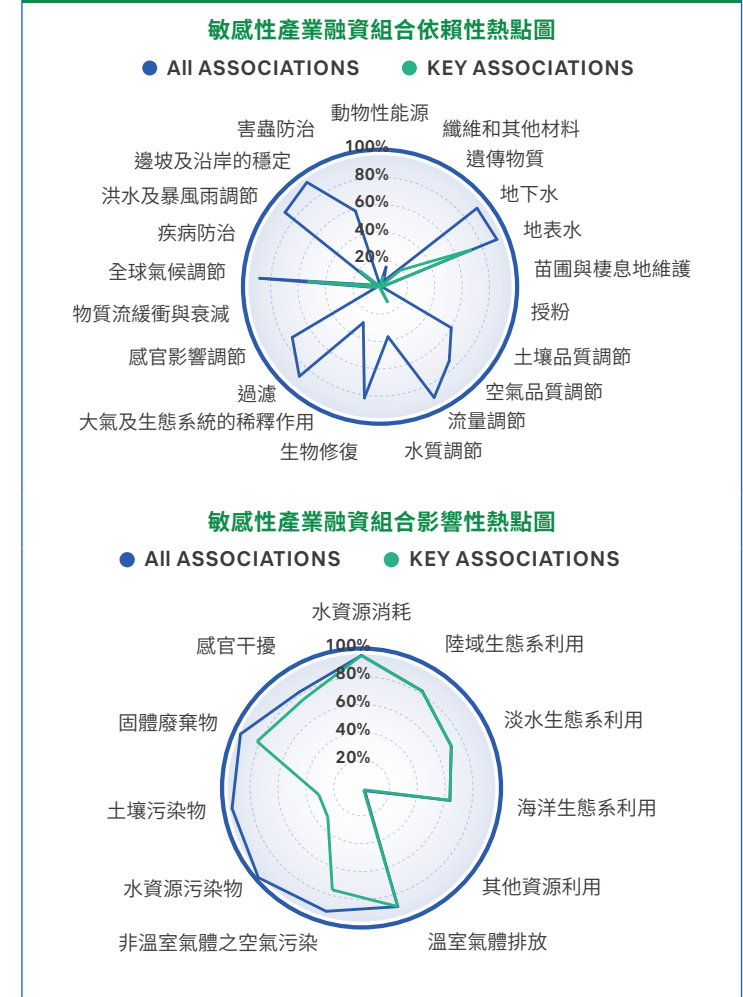 敏感性產業融資組合依賴性熱點圖
All ASSOCIATIONS
KEY ASSOCIATIONS
動物性能源
纖維和其他材料
遺傳物質
地下水
地表水
苗圃與棲息地維護
授粉
土壤品質調節
空氣品質調節
流量調節
水質調節
生物修復
大氣及生態系統的稀釋作用
過濾
感官影響調節
物質流緩衝與衰減
全球氣候調節
疾病防治
洪水及暴風雨調節
邊坡及沿岸的穩定
害蟲防治
100%
80%
60%
40%
20%
敏感性產業融資組合影響性熱點圖
All ASSOCIATIONS
KEY ASSOCIATIONS
水資源消耗
陸域生態系利用
淡水生態系利用
海洋生態系利用
其他資源利用
溫室氣體排放
非溫室氣體之空氣污染
水資源污染物
土壤污染物
固體廢棄物
感官干擾
100%
80%
60%
40%
20%